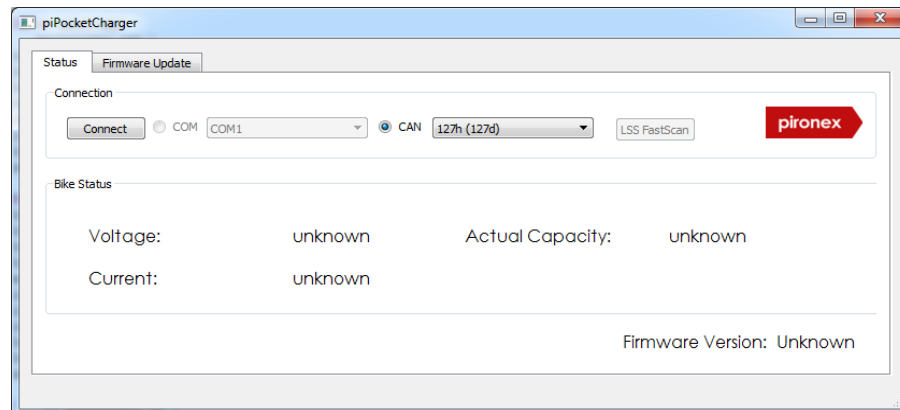 piPocketCharger
Status Firmware Update
Connection
Connect COM COM1 CAN 127h (127d) LSS FastScan pironex
Bike Status
Voltage: unknown Actual Capacity: unknown
Current: unknown
Firmware Version: Unknown